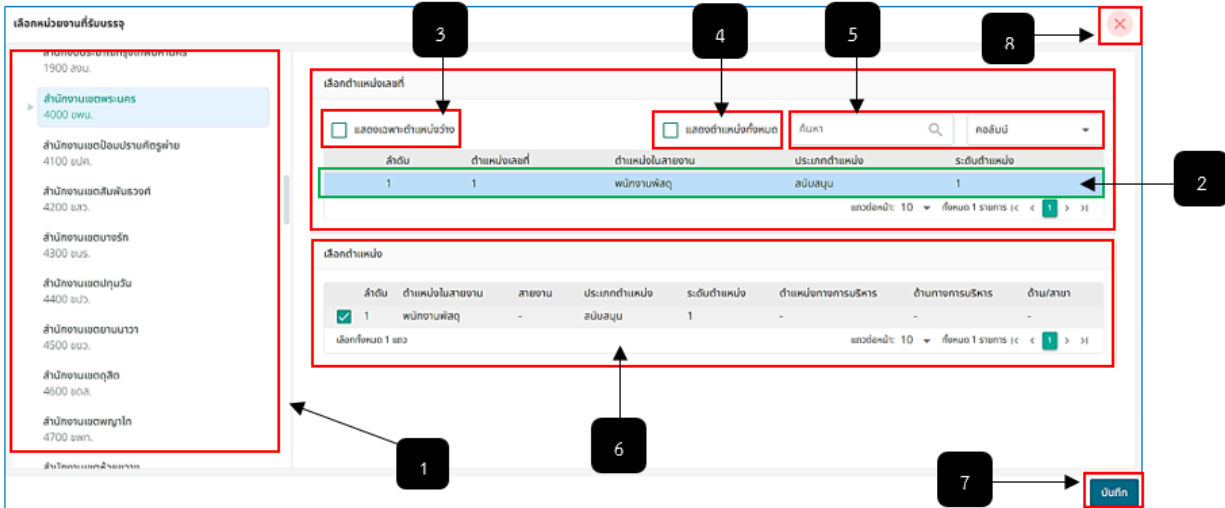 เลือกหน่วยงานที่รับบรรจุ
1900 สงม.
สำนักงานเขตพระนคร
4000 ขพน.
สำนักงานเขตป้อมปราบศัตรูพ่าย
4100 ขปศ.
สำนักงานเขตสัมพันธวงศ์
4200 ขสว.
สำนักงานเขตบางรัก
4300 ขบร.
สำนักงานเขตปทุมวัน
4400 ขปว.
สำนักงานเขตยานนาวา
4500 ขยว.
สำนักงานเขตดุสิต
4600 ขดส.
สำนักงานเขตพญาไท
4700 ขพท.
1
3
4
5
8
เลือกตำแหน่งเลขที่
แสดงเฉพาะตำแหน่งว่าง
แสดงตำแหน่งทั้งหมด
ค้นหา
คอลัมน์
ลำดับ ตำแหน่งเลขที่ ตำแหน่งในสายงาน ประเภทตำแหน่ง ระดับตำแหน่ง
1 1 พนักงานพัสดุ สนับสนุน 1
2
แถวต่อหน้า: 10 ทั้งหมด 1 รายการ |< < 1 > >|
เลือกตำแหน่ง
ลำดับ ตำแหน่งในสายงาน สายงาน ประเภทตำแหน่ง ระดับตำแหน่ง ตำแหน่งทางการบริหาร ด้านทางการบริหาร ด้าน/สาขา
1 พนักงานพัสดุ - สนับสนุน 1 - - -
เลือกทั้งหมด 1 แถว
แถวต่อหน้า: 10 ทั้งหมด 1 รายการ |< < 1 > >|
6
7
บันทึก